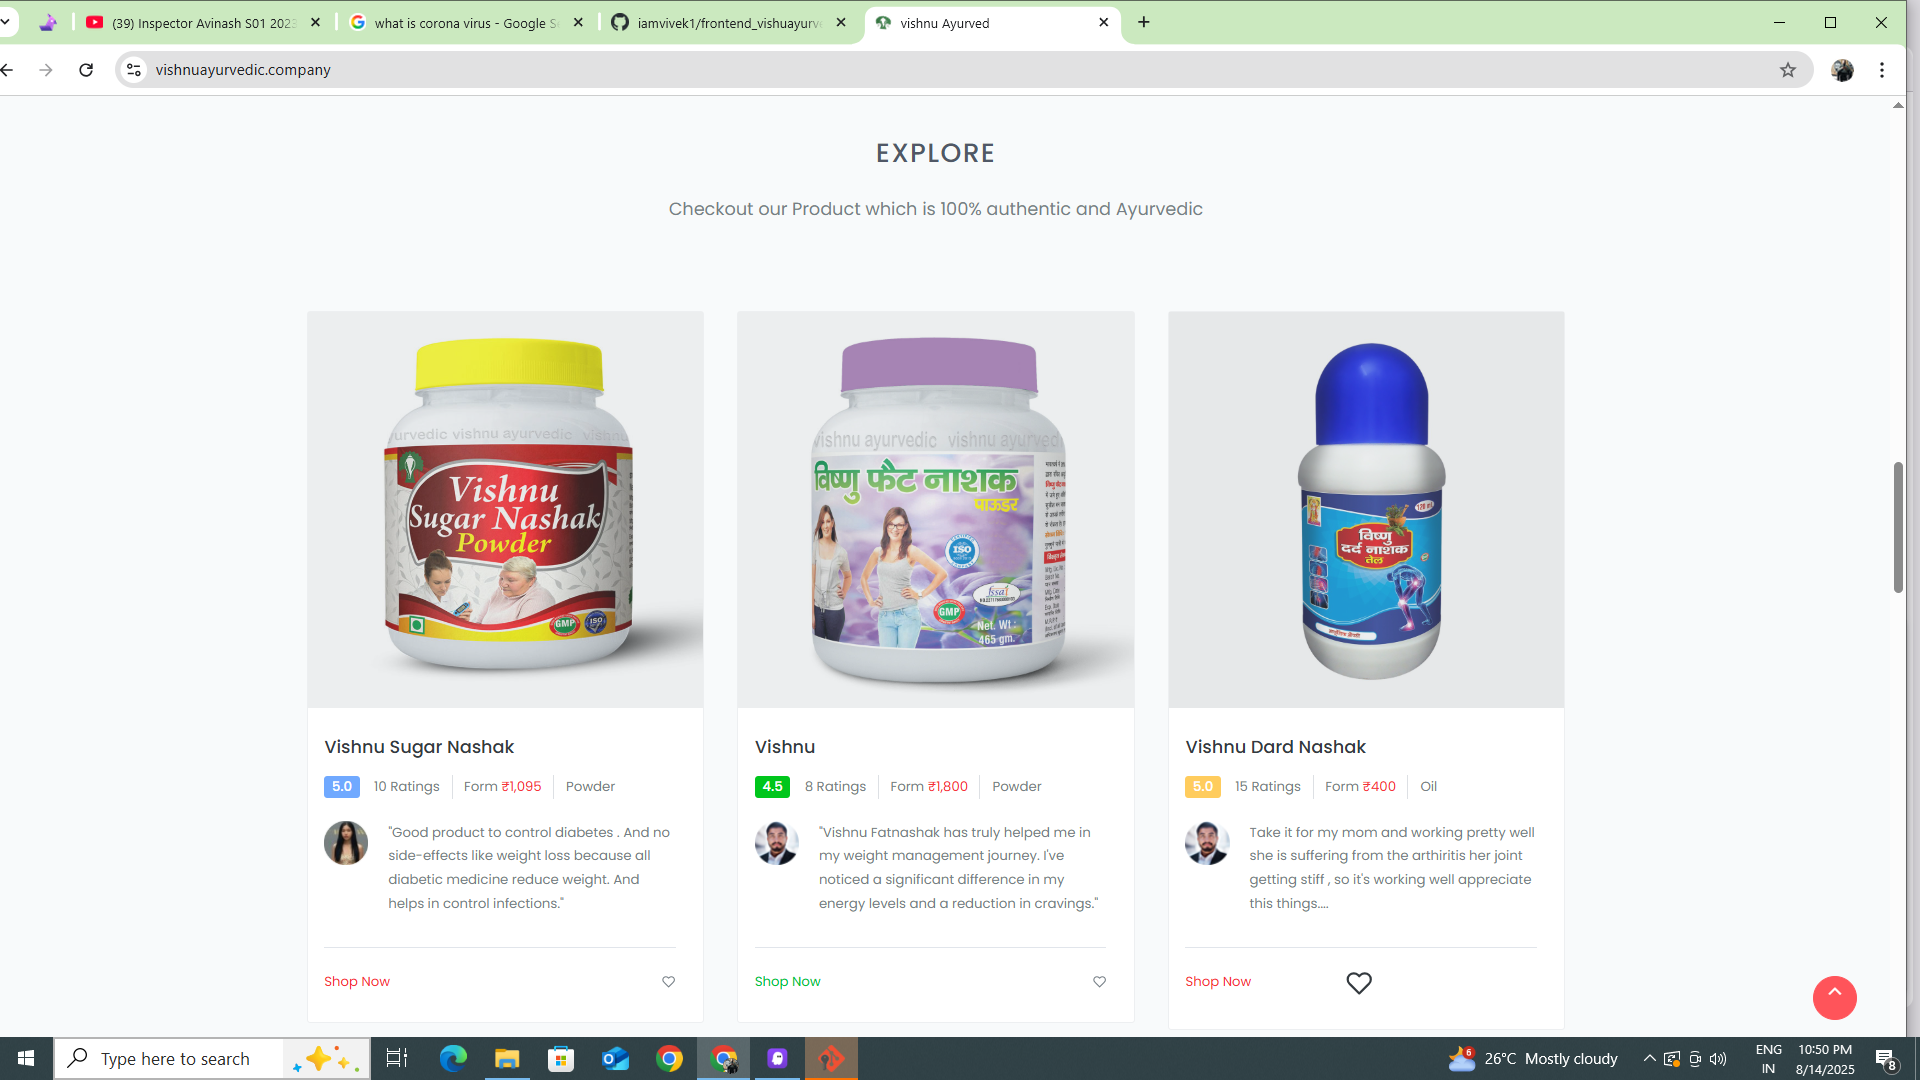 (39) Inspector Avinash S01 2023
what is corona virus - Google S
iamvivek1/frontend_vishuayurve
vishnu Ayurved
vishnuayurvedic.company
EXPLORE
Checkout our Product which is 100% authentic and Ayurvedic
urvedic vishnu ayurvedic vishnu
Vishnu
Sugar Nashak
Powder
GMP
ISO
vishnu ayurvedic vishnu ayurved
विष्णु फैट नाशक
पाऊडर
ISO
fssai
GMP
Net. Wt.:
465 gm.
विष्णु
दर्द नाशक
तेल
Vishnu Sugar Nashak
5.0 10 Ratings Form ₹1,095 Powder
"Good product to control diabetes . And no
side-effects like weight loss because all
diabetic medicine reduce weight. And
helps in control infections."
Shop Now
Vishnu
4.5 8 Ratings Form ₹1,800 Powder
"Vishnu Fatnashak has truly helped me in
my weight management journey. I've
noticed a significant difference in my
energy levels and a reduction in cravings."
Shop Now
Vishnu Dard Nashak
5.0 15 Ratings Form ₹400 Oil
Take it for my mom and working pretty well
she is suffering from the arthiritis her joint
getting stiff , so it's working well appreciate
this things....
Shop Now
Type here to search
6
26°C Mostly cloudy
ENG
IN
10:50 PM
8/14/2025
8